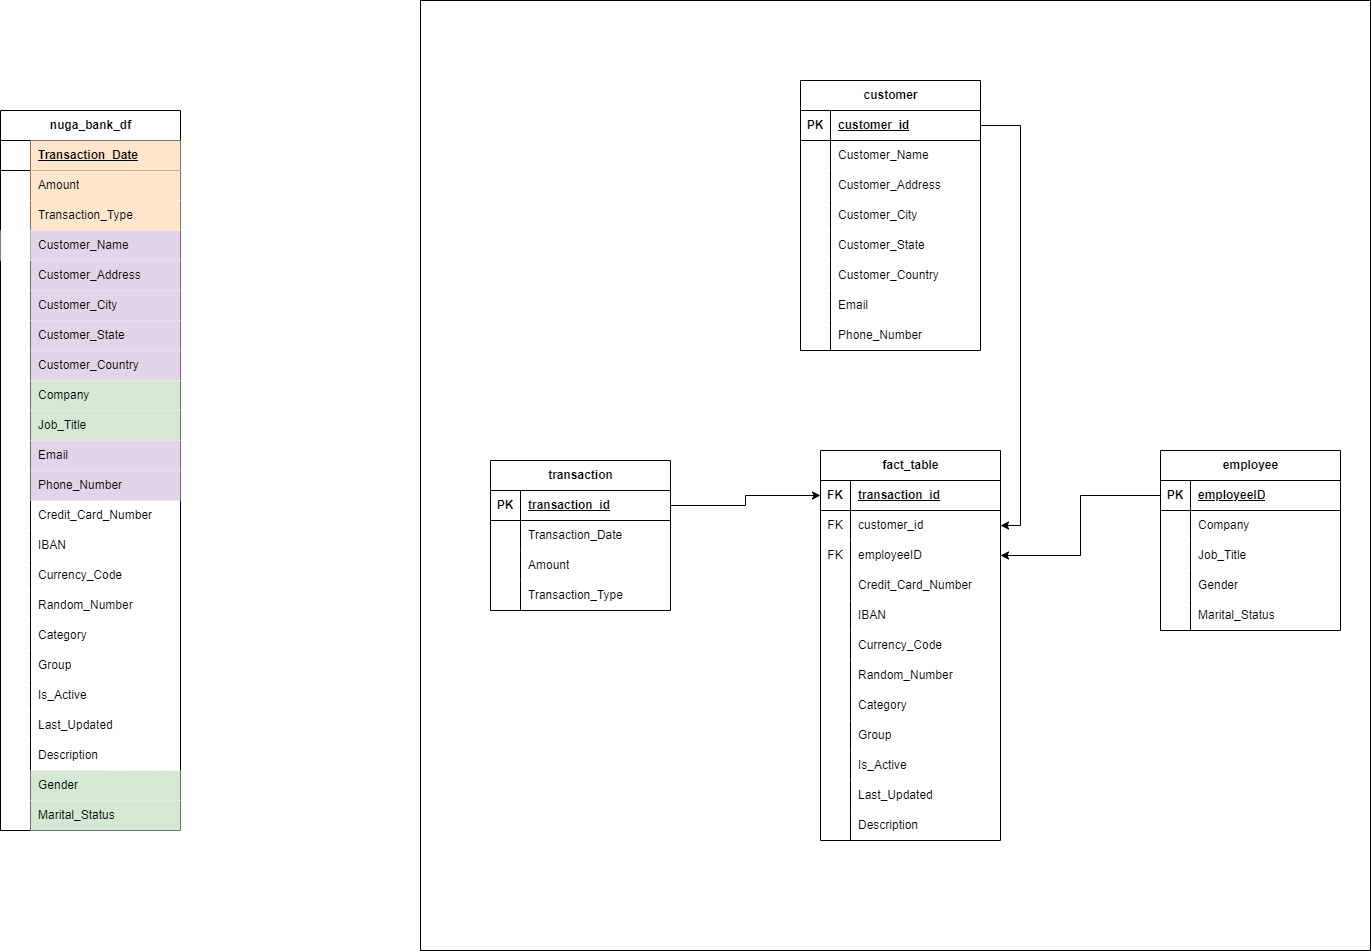 nuga_bank_df
Transaction_Date
Amount
Transaction_Type
Customer_Name
Customer_Address
Customer_City
Customer_State
Customer_Country
Company
Job_Title
Email
Phone_Number
Credit_Card_Number
IBAN
Currency_Code
Random_Number
Category
Group
Is_Active
Last_Updated
Description
Gender
Marital_Status
customer
PK customer_id
Customer_Name
Customer_Address
Customer_City
Customer_State
Customer_Country
Email
Phone_Number
transaction
PK transaction_id
Transaction_Date
Amount
Transaction_Type
fact_table
FK transaction_id
FK customer_id
FK employeeID
Credit_Card_Number
IBAN
Currency_Code
Random_Number
Category
Group
Is_Active
Last_Updated
Description
employee
PK employeeID
Company
Job_Title
Gender
Marital_Status